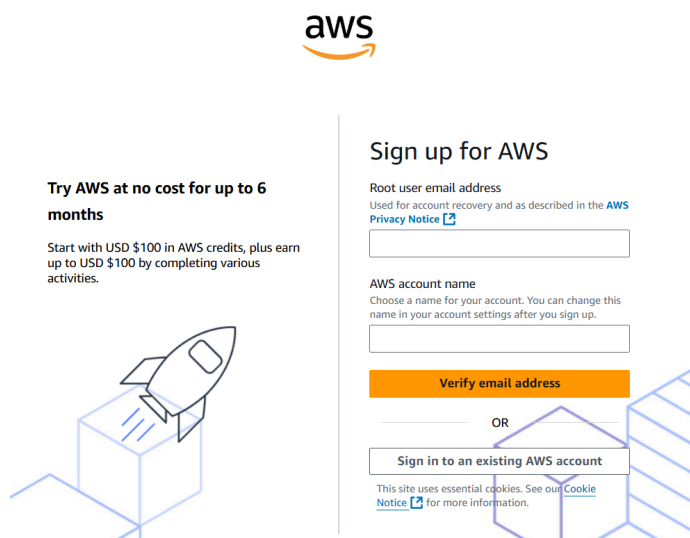 aws
Try AWS at no cost for up to 6
months
Start with USD $100 in AWS credits, plus earn
up to USD $100 by completing various
activities.
Sign up for AWS
Root user email address
Used for account recovery and as described in the AWS
Privacy Notice
AWS account name
Choose a name for your account. You can change this
name in your account settings after you sign up.
Verify email address
OR
Sign in to an existing AWS account
This site uses essential cookies. See our Cookie
Notice for more information.